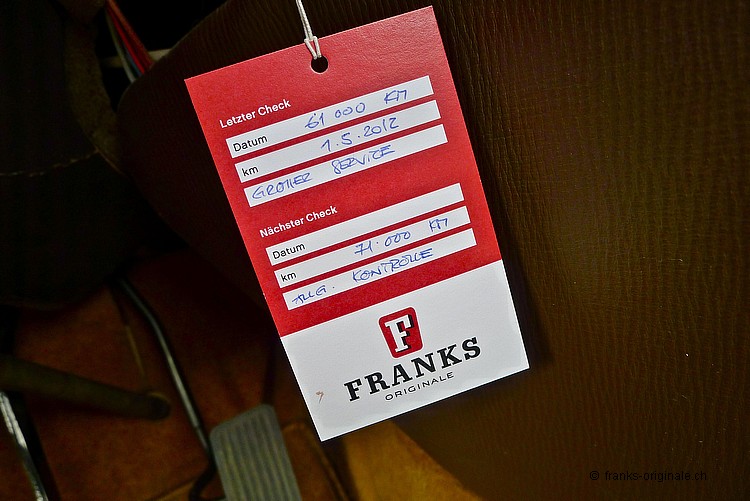 Letzter Check
Datum 61 000 KM
km 1.5.2012
GROßER SERVICE
Nächster Check
Datum
km 71.000 KM
ALLG. KONTROLLE
F
FRANKS
ORIGINALE
© franks-originale.ch